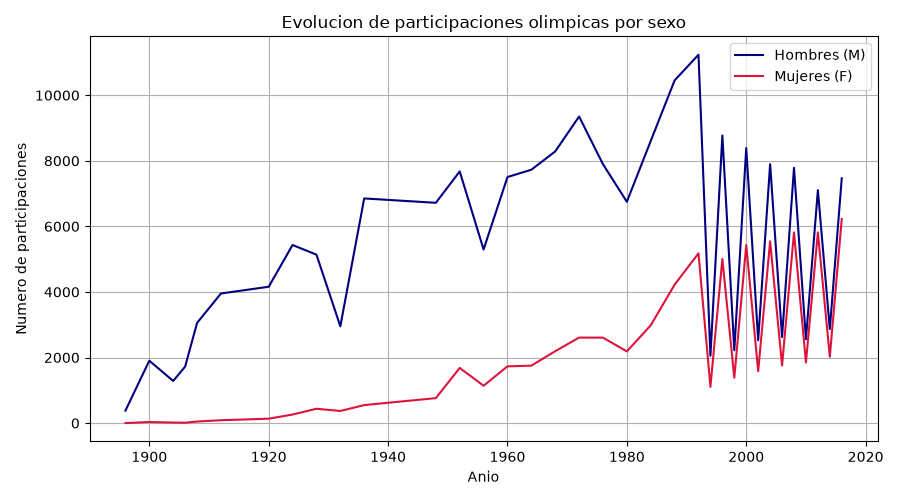 Evolucion de participaciones olimpicas por sexo
Hombres (M)
Mujeres (F)
Numero de participaciones
10000
8000
6000
4000
2000
0
1900 1920 1940 1960 1980 2000 2020
Anio